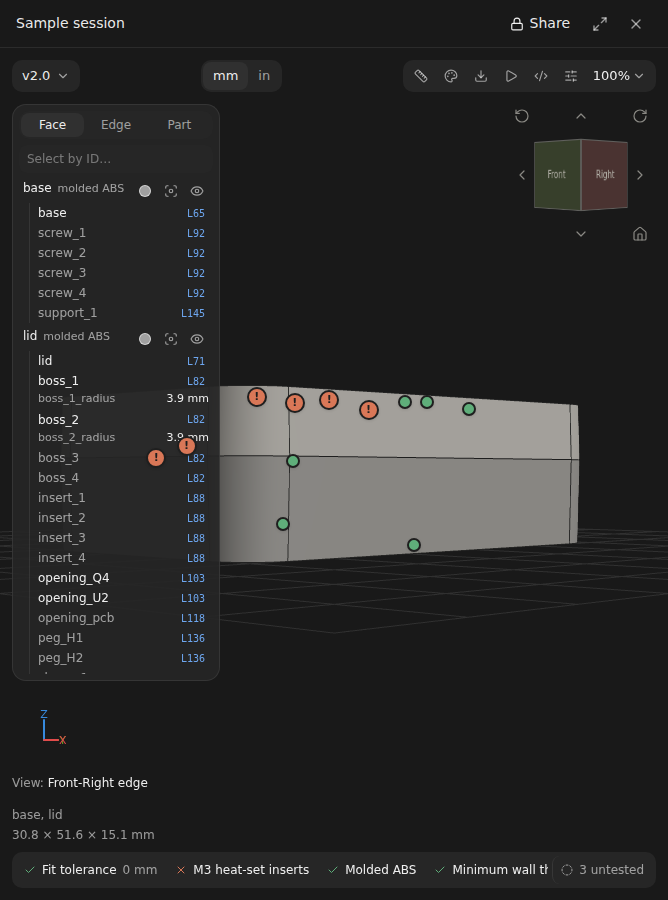 Sample session
Share
v2.0
mm in
100%
Face Edge Part
Select by ID...
Front Right
base molded ABS
base L65
screw_1 L92
screw_2 L92
screw_3 L92
screw_4 L92
support_1 L145
lid molded ABS
lid L71
boss_1 L82
boss_1_radius 3.9 mm
boss_2 L82
boss_2_radius 3.9 mm
boss_3 L82
boss_4 L82
insert_1 L88
insert_2 L88
insert_3 L88
insert_4 L88
opening_Q4 L103
opening_U2 L103
opening_pcb L118
peg_H1 L136
peg_H2 L136
! ! ! ! ! !
Z
X
View: Front-Right edge
base, lid
30.8 × 51.6 × 15.1 mm
Fit tolerance 0 mm M3 heat-set inserts Molded ABS Minimum wall 3 untested